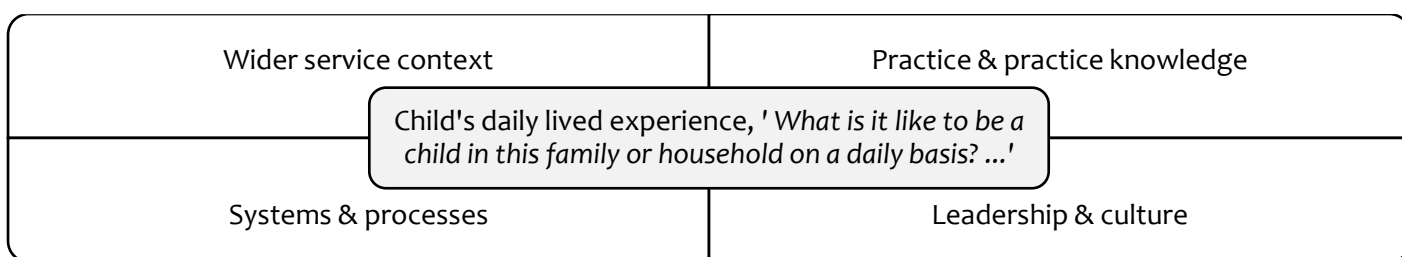 Wider service context
Practice & practice knowledge
Child's daily lived experience, ' What is it like to be a
child in this family or household on a daily basis? ...'
Systems & processes
Leadership & culture